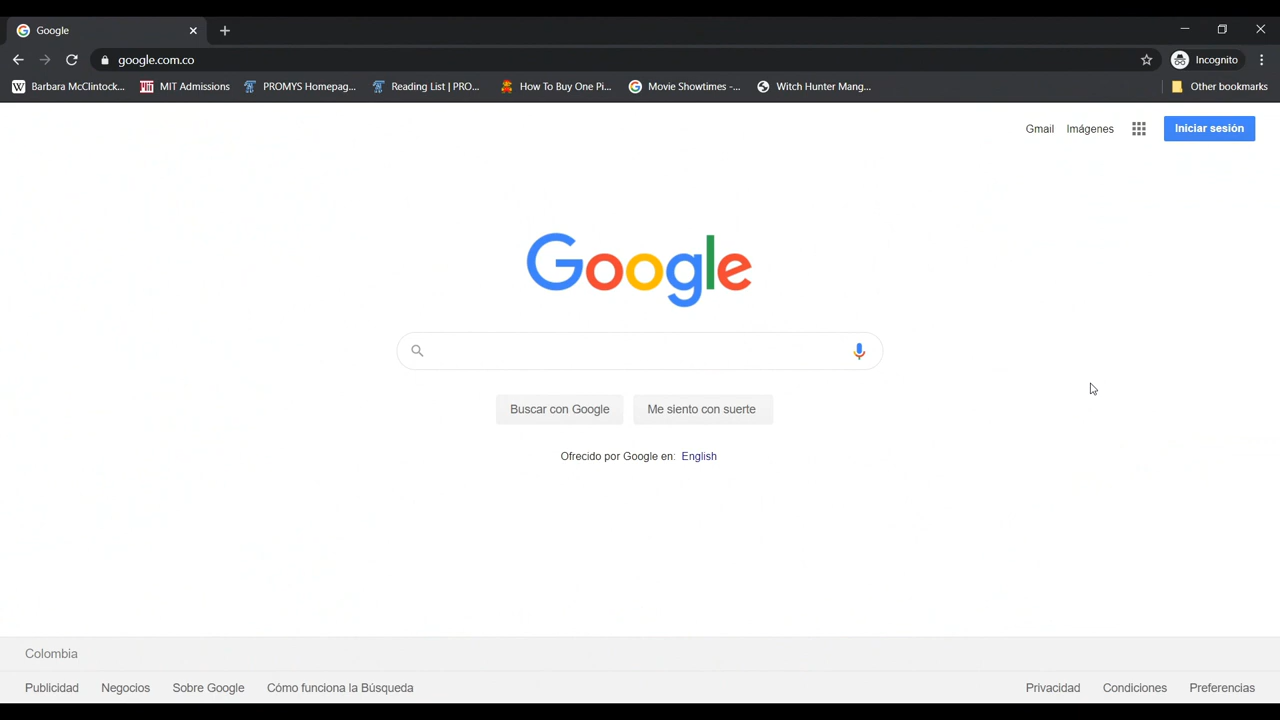 Google
google.com.co
Incognito
Barbara McClintock... MIT Admissions PROMYS Homepag... Reading List | PRO... How To Buy One Pi... Movie Showtimes -... Witch Hunter Mang... Other bookmarks
Gmail Imágenes Iniciar sesión
Google
Buscar con Google Me siento con suerte
Ofrecido por Google en: English
Colombia
Publicidad Negocios Sobre Google Cómo funciona la Búsqueda Privacidad Condiciones Preferencias